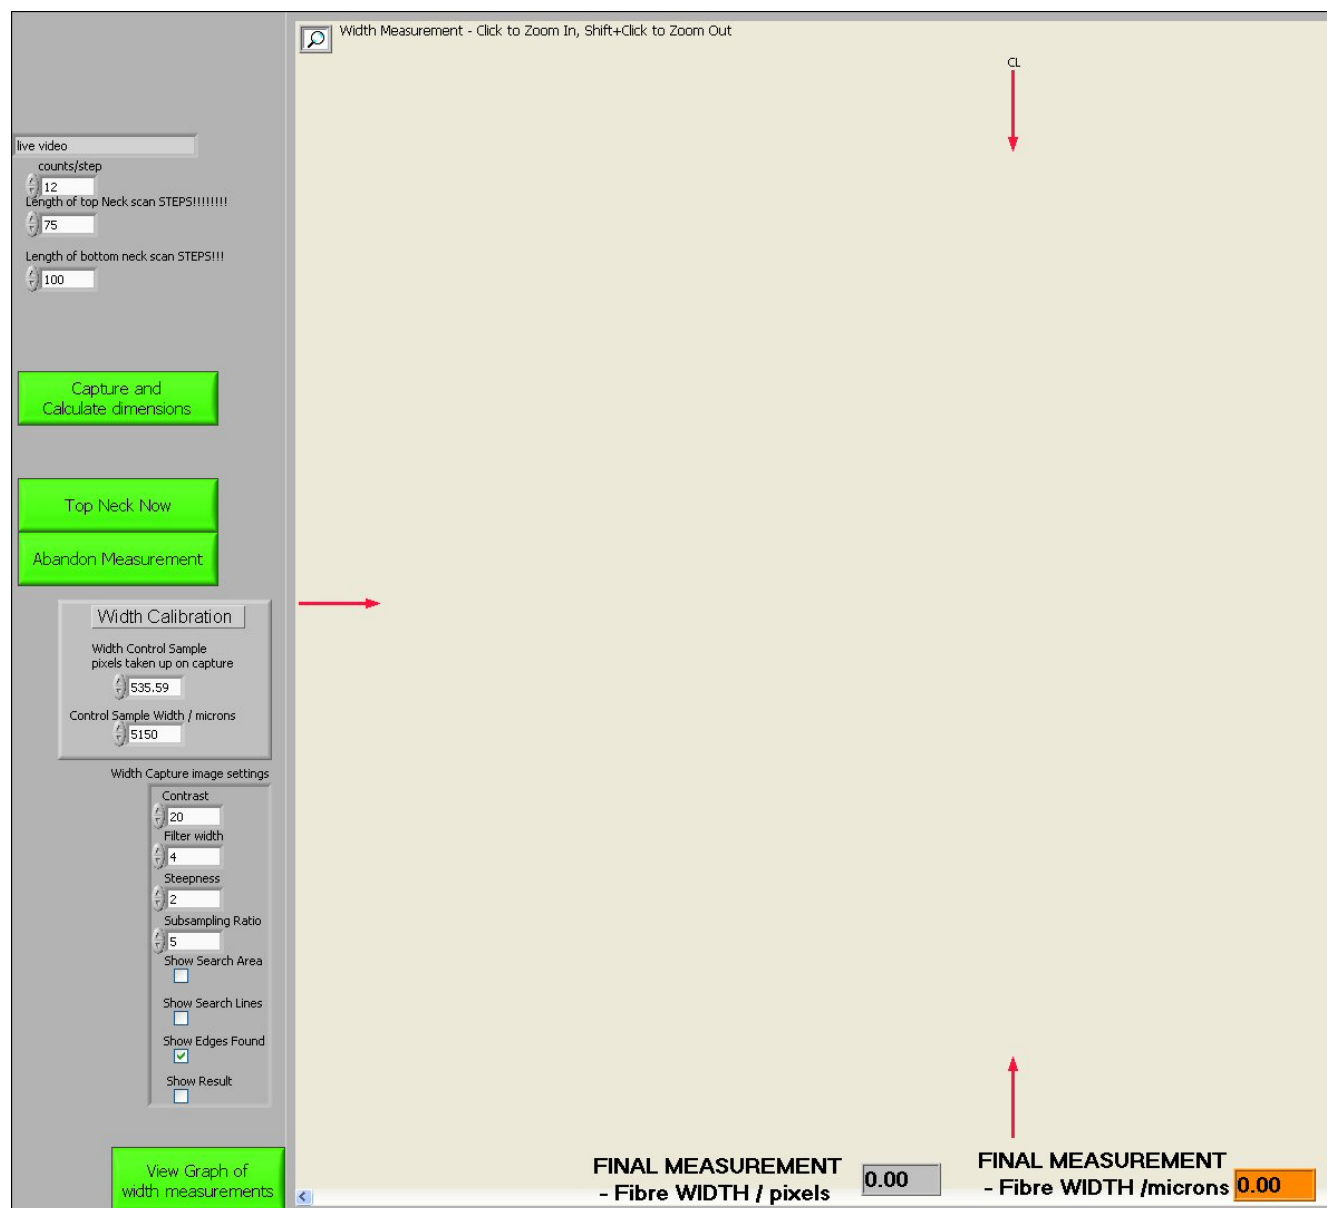 Width Measurement - Click to Zoom In, Shift+Click to Zoom Out
CL
live video
counts/step
12
Length of top Neck scan STEPS!!!!!!!!
75
Length of bottom neck scan STEPS!!!
100
Capture and
Calculate dimensions
Top Neck Now
Abandon Measurement
Width Calibration
Width Control Sample
pixels taken up on capture
535.59
Control Sample Width / microns
5150
Width Capture image settings
Contrast
20
Filter width
4
Steepness
2
Subsampling Ratio
5
Show Search Area
Show Search Lines
Show Edges Found
Show Result
View Graph of
width measurements
FINAL MEASUREMENT
- Fibre WIDTH / pixels
0.00
FINAL MEASUREMENT
- Fibre WIDTH /microns
0.00